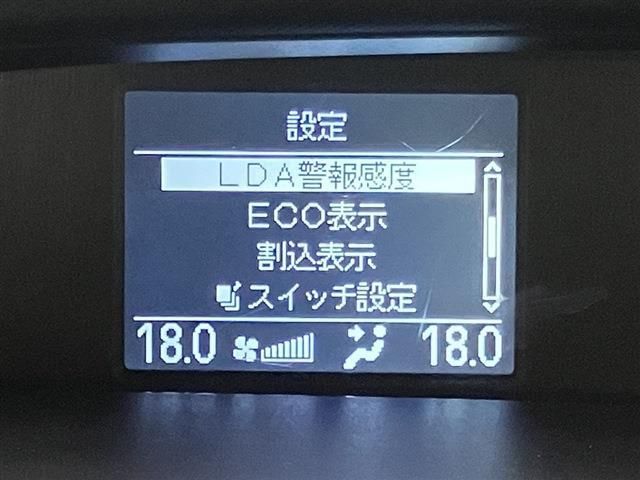 設定
LDA警報感度
ECO表示
割込表示
スイッチ設定
18.0 18.0